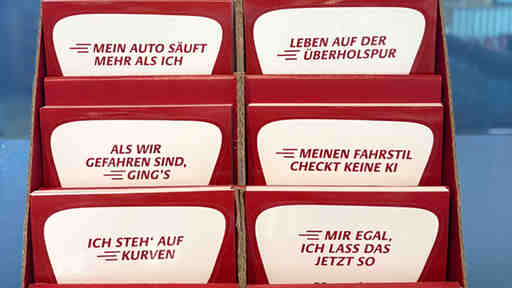 MEIN AUTO SÄUFT
MEHR ALS ICH
LEBEN AUF DER
ÜBERHOLSPUR
ALS WIR
GEFAHREN SIND,
GING'S
MEINEN FAHRSTIL
CHECKT KEINE KI
ICH STEH' AUF
KURVEN
MIR EGAL,
ICH LASS DAS
JETZT SO